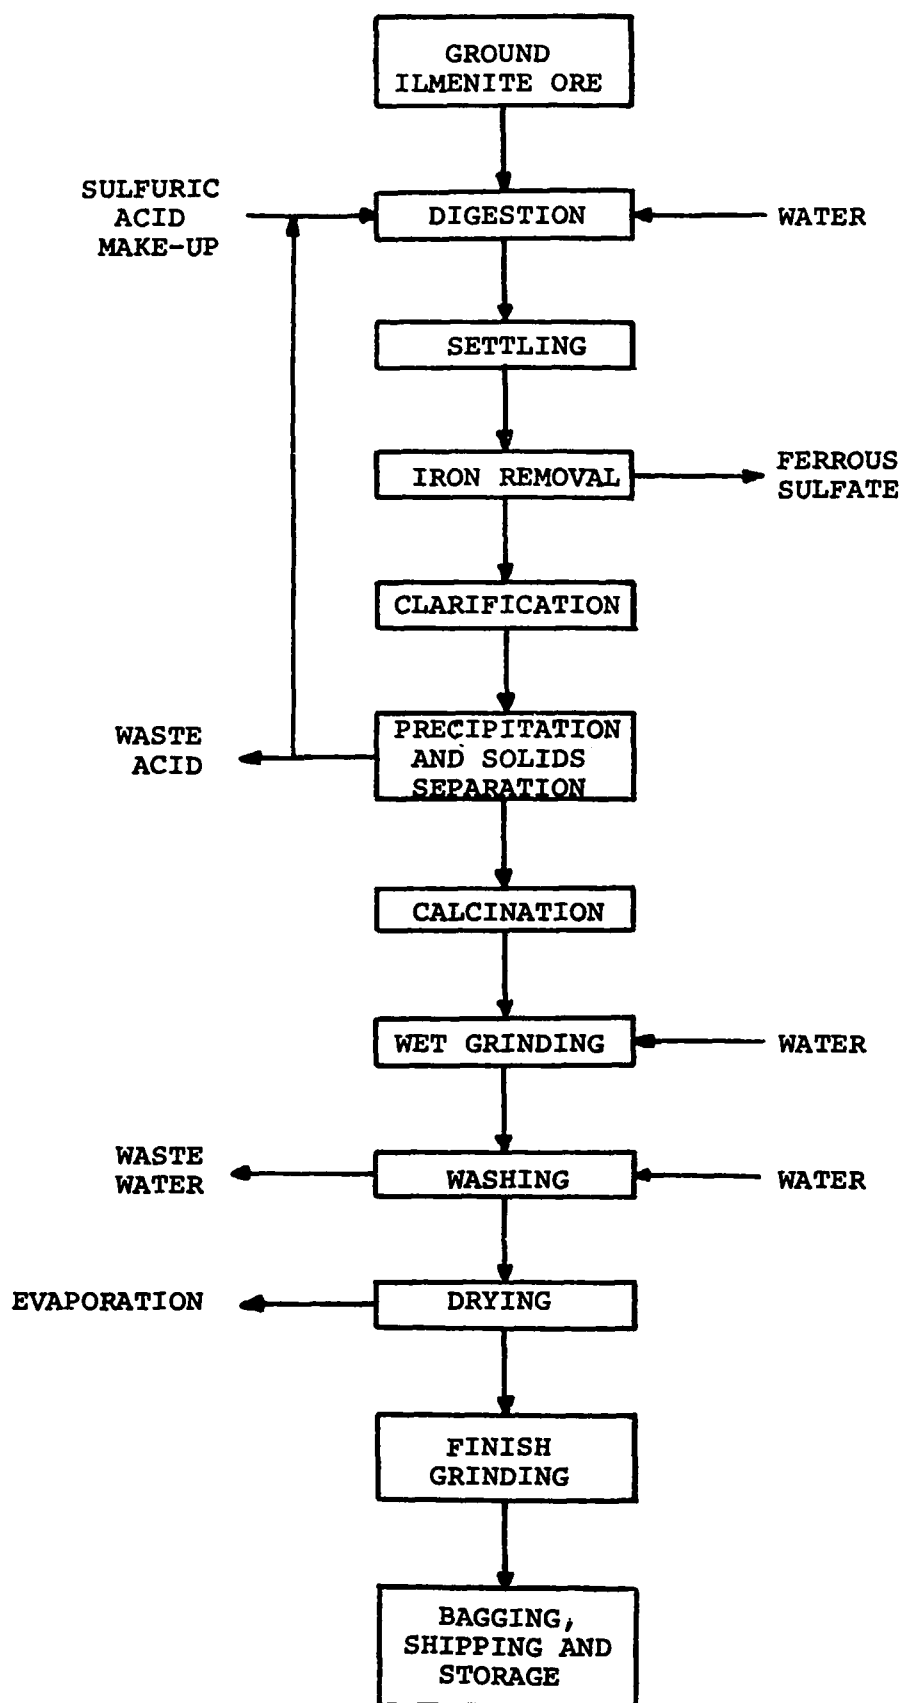 GROUND
ILMENITE ORE
SULFURIC
ACID
MAKE-UP
DIGESTION
WATER
SETTLING
IRON REMOVAL
FERROUS
SULFATE
CLARIFICATION
WASTE
ACID
PRECIPITATION
AND SOLIDS
SEPARATION
CALCINATION
WET GRINDING
WATER
WASTE
WATER
WASHING
WATER
EVAPORATION
DRYING
FINISH
GRINDING
BAGGING,
SHIPPING AND
STORAGE